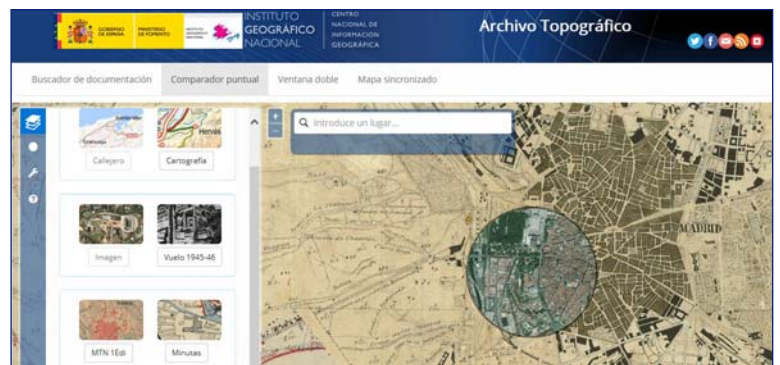 GOBIERNO DE ESPAÑA
MINISTERIO DE FOMENTO
INSTITUTO GEOGRÁFICO NACIONAL
CENTRO NACIONAL DE INFORMACIÓN GEOGRÁFICA
Archivo Topográfico
Buscador de documentación
Comparador puntual
Ventana doble
Mapa sincronizado
Introduce un lugar...
Hervás
Callejero
Cartografía
Imagen
Vuelo 1945-46
MADRID
MTN 1Edi
Minutas